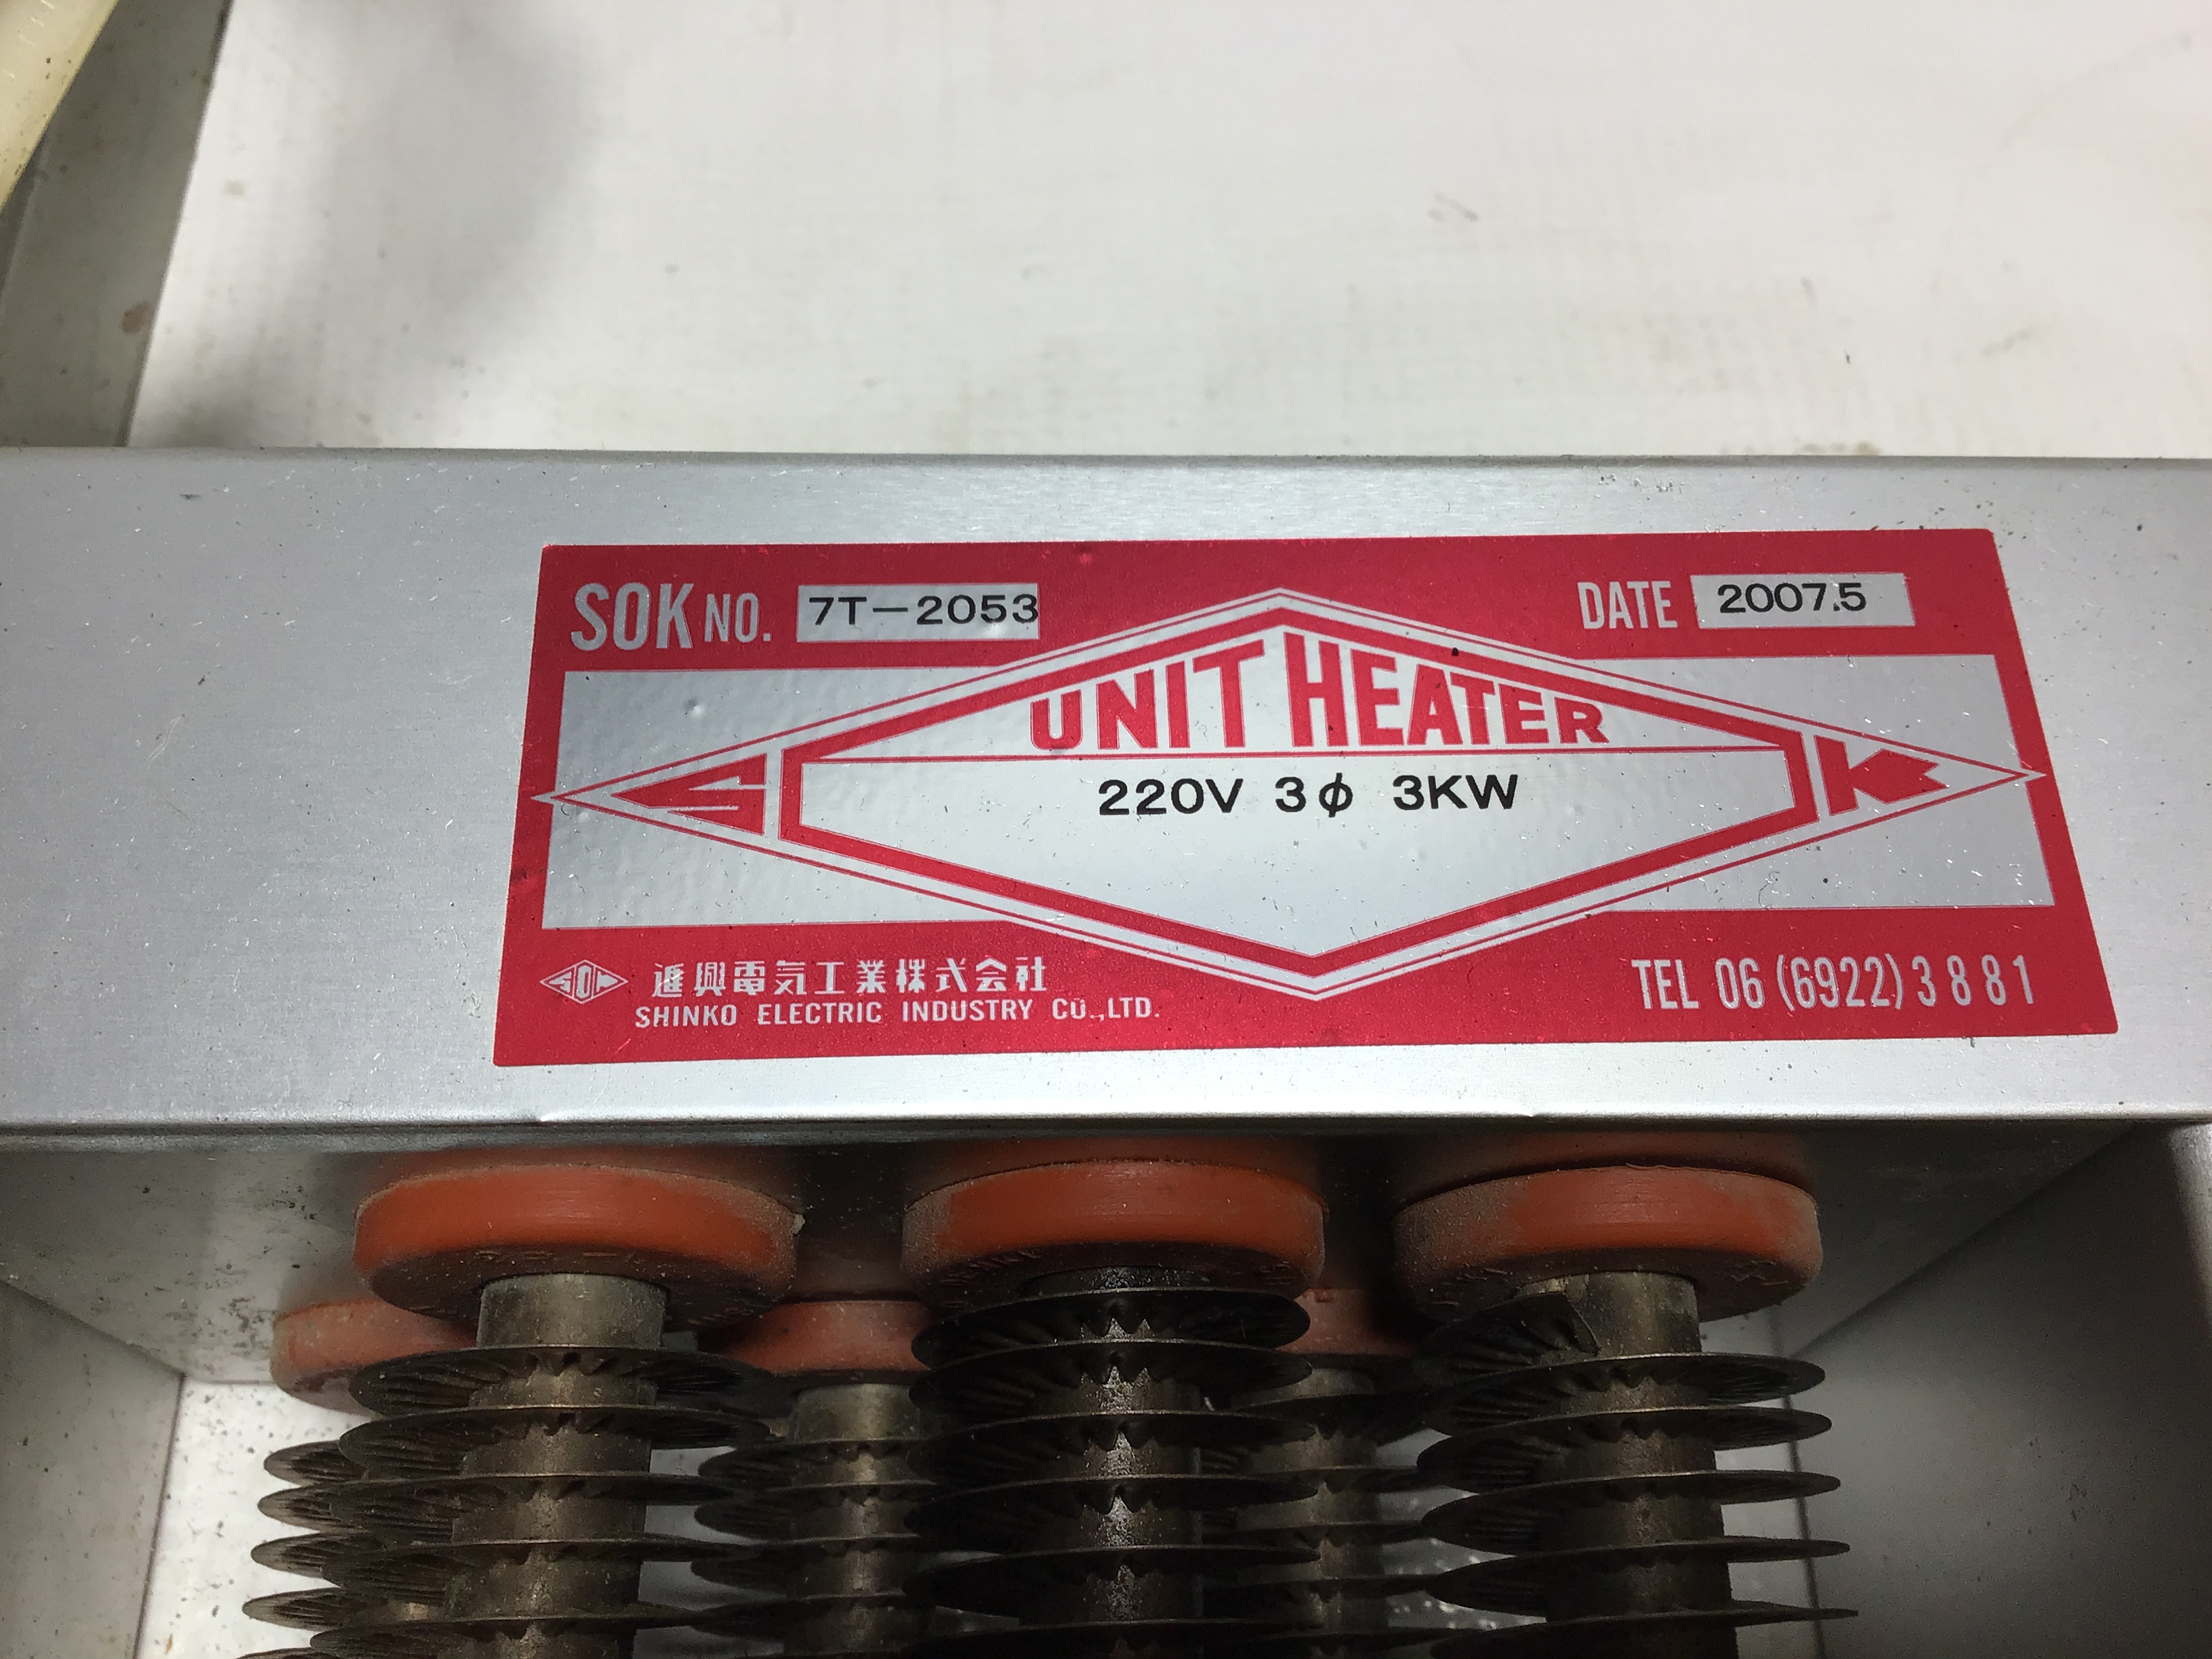 SOK NO. 7T-2053
DATE 2007.5
UNIT HEATER
S K
220V 3φ 3KW
SOK 進興電気工業株式会社
SHINKO ELECTRIC INDUSTRY CO.,LTD.
TEL 06 (6922) 3881